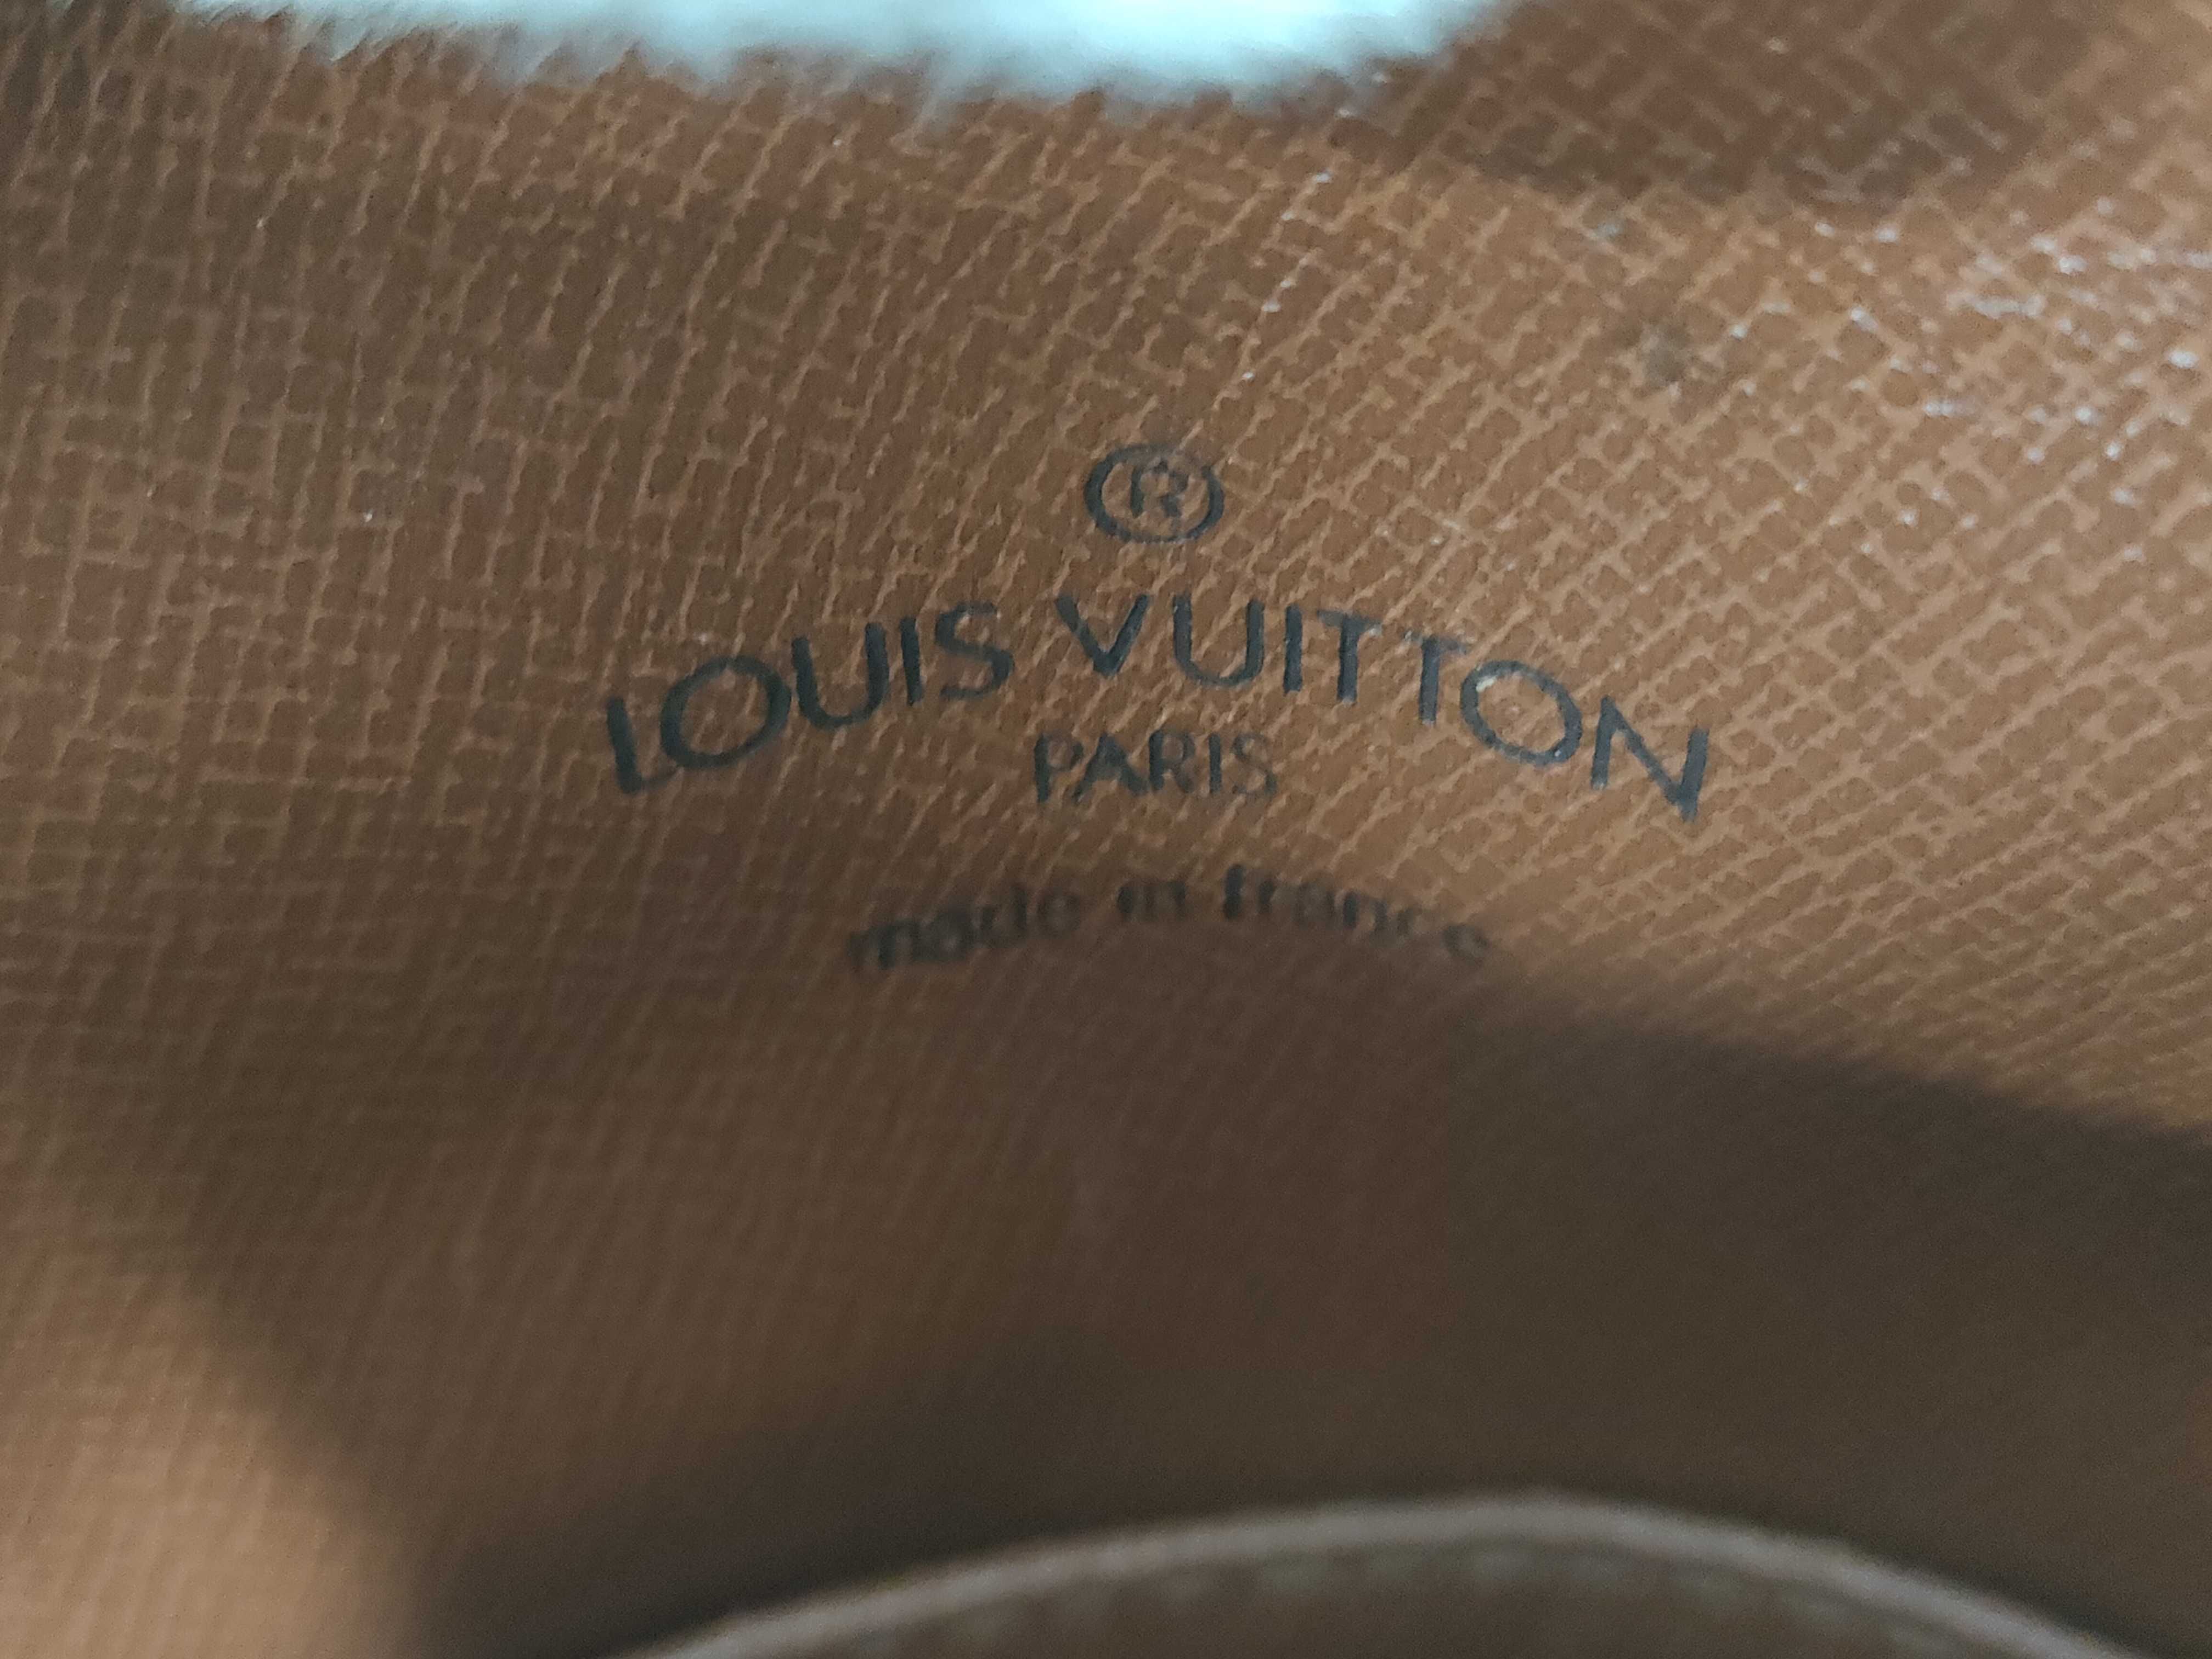 ®
LOUIS VUITTON
PARIS
made in france